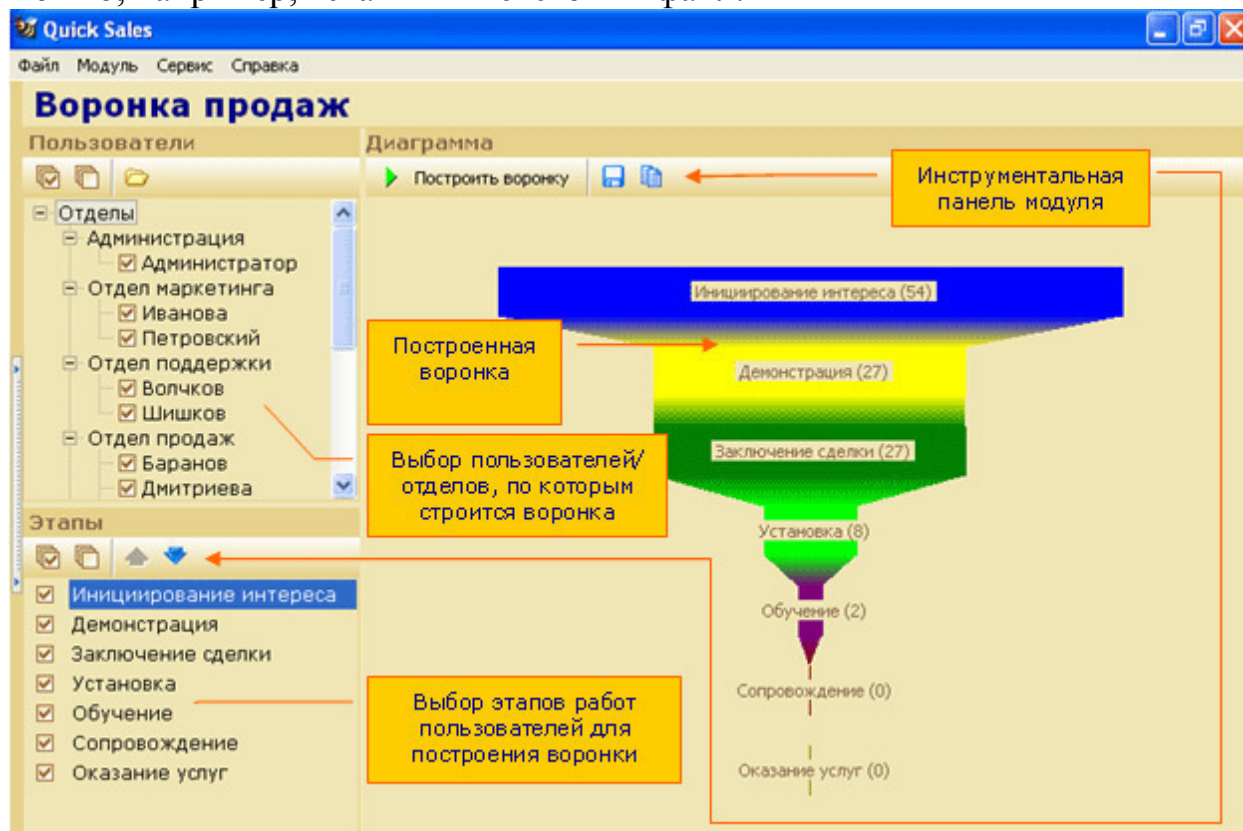 Quick Sales
Файл Модуль Сервис Справка
Воронка продаж
Пользователи
Отделы
Администрация
Администратор
Отдел маркетинга
Иванова
Петровский
Отдел поддержки
Волчков
Шишков
Отдел продаж
Баранов
Дмитриева
Этапы
Инициирование интереса
Демонстрация
Заключение сделки
Установка
Обучение
Сопровождение
Оказание услуг
Диаграмма
Построить воронку
Инструментальная
панель модуля
Инициирование интереса (54)
Построенная
воронка
Демонстрация (27)
Заключение сделки (27)
Выбор пользователей/
отделов, по которым
строится воронка
Установка (8)
Обучение (2)
Сопровождение (0)
Выбор этапов работ
пользователей для
построения воронки
Оказание услуг (0)